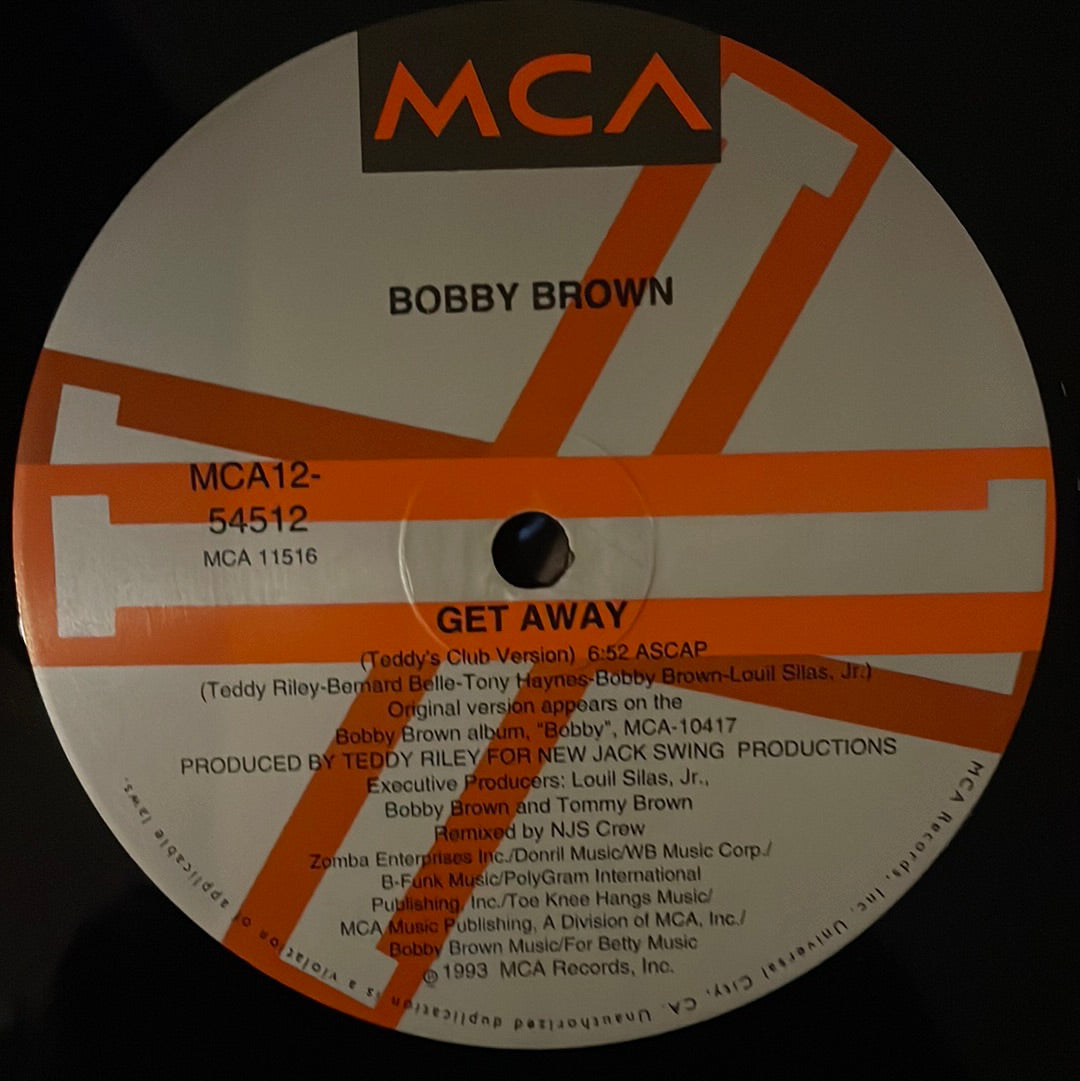 MCA
BOBBY BROWN
MCA12-
54512
MCA 11516
GET AWAY
(Teddy's Club Version) 6:52 ASCAP
(Teddy Riley-Bernard Belle-Tony Haynes-Bobby Brown-Louil Silas, Jr.)
Original version appears on the
Bobby Brown album, "Bobby", MCA-10417
PRODUCED BY TEDDY RILEY FOR NEW JACK SWING PRODUCTIONS
Executive Producers: Louil Silas, Jr.,
Bobby Brown and Tommy Brown
Remixed by NJS Crew
Zomba Enterprises Inc./Donril Music/WB Music Corp./
B-Funk Music/PolyGram International
Publishing, Inc./Toe Knee Hangs Music/
MCA Music Publishing, A Division of MCA, Inc./
Bobby Brown Music/For Betty Music
℗ 1993 MCA Records, Inc.
MCA Records, Inc. Universal City, CA. Unauthorized duplication is a violation of applicable laws.